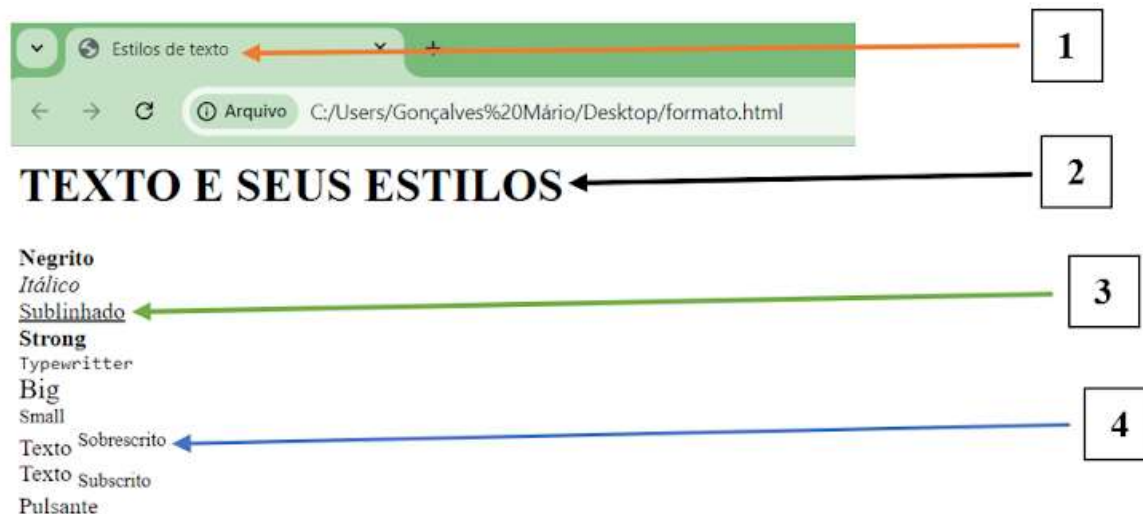 Estilos de texto
1
Arquivo C:/Users/Gonçalves%20Mário/Desktop/formato.html
TEXTO E SEUS ESTILOS
2
Negrito
Itálico
Sublinhado
3
Strong
Typewritter
Big
Small
Texto Sobrescrito
4
Texto Subscrito
Pulsante